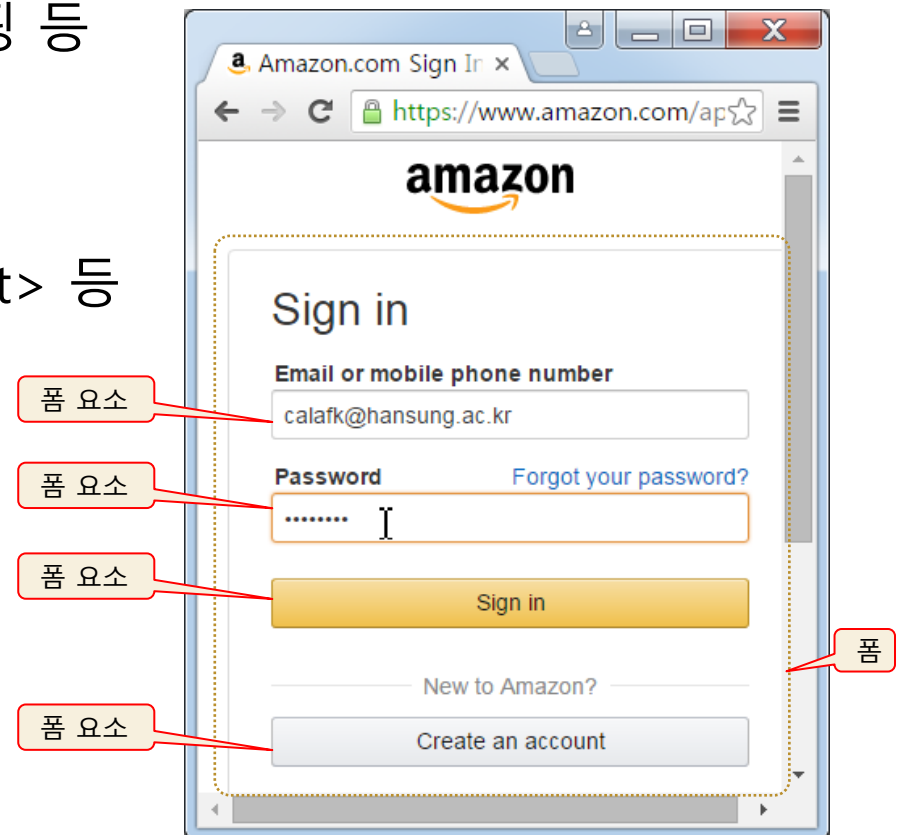 등
Amazon.com Sign In
https://www.amazon.com/ap
amazon
t> 등
Sign in
Email or mobile phone number
폼 요소
calafk@hansung.ac.kr
Password Forgot your password?
폼 요소
••••••••
폼 요소
Sign in
폼
New to Amazon?
폼 요소
Create an account